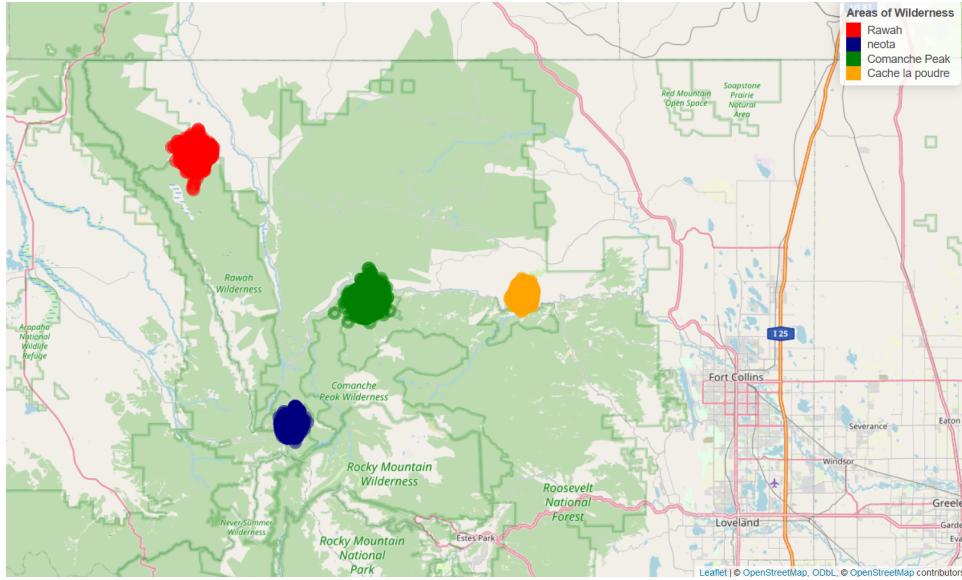 Areas of Wilderness
Rawah
neota
Comanche Peak
Cache la poudre
Red Mountain
Open Space
Soapstone
Prairie
Natural
Area
Rawah
Wilderness
Arapaho
National
Wildlife
Refuge
I 25
Fort Collins
Comanche
Peak Wilderness
Severance
Eaton
Windsor
Rocky Mountain
Wilderness
Roosevelt
National
Forest
Never Summer
Wilderness
Greele
Loveland
Garde
Eva
Estes Park
Rocky Mountain
National
Park
Leaflet | © OpenStreetMap, ODbL, © OpenStreetMap contributors